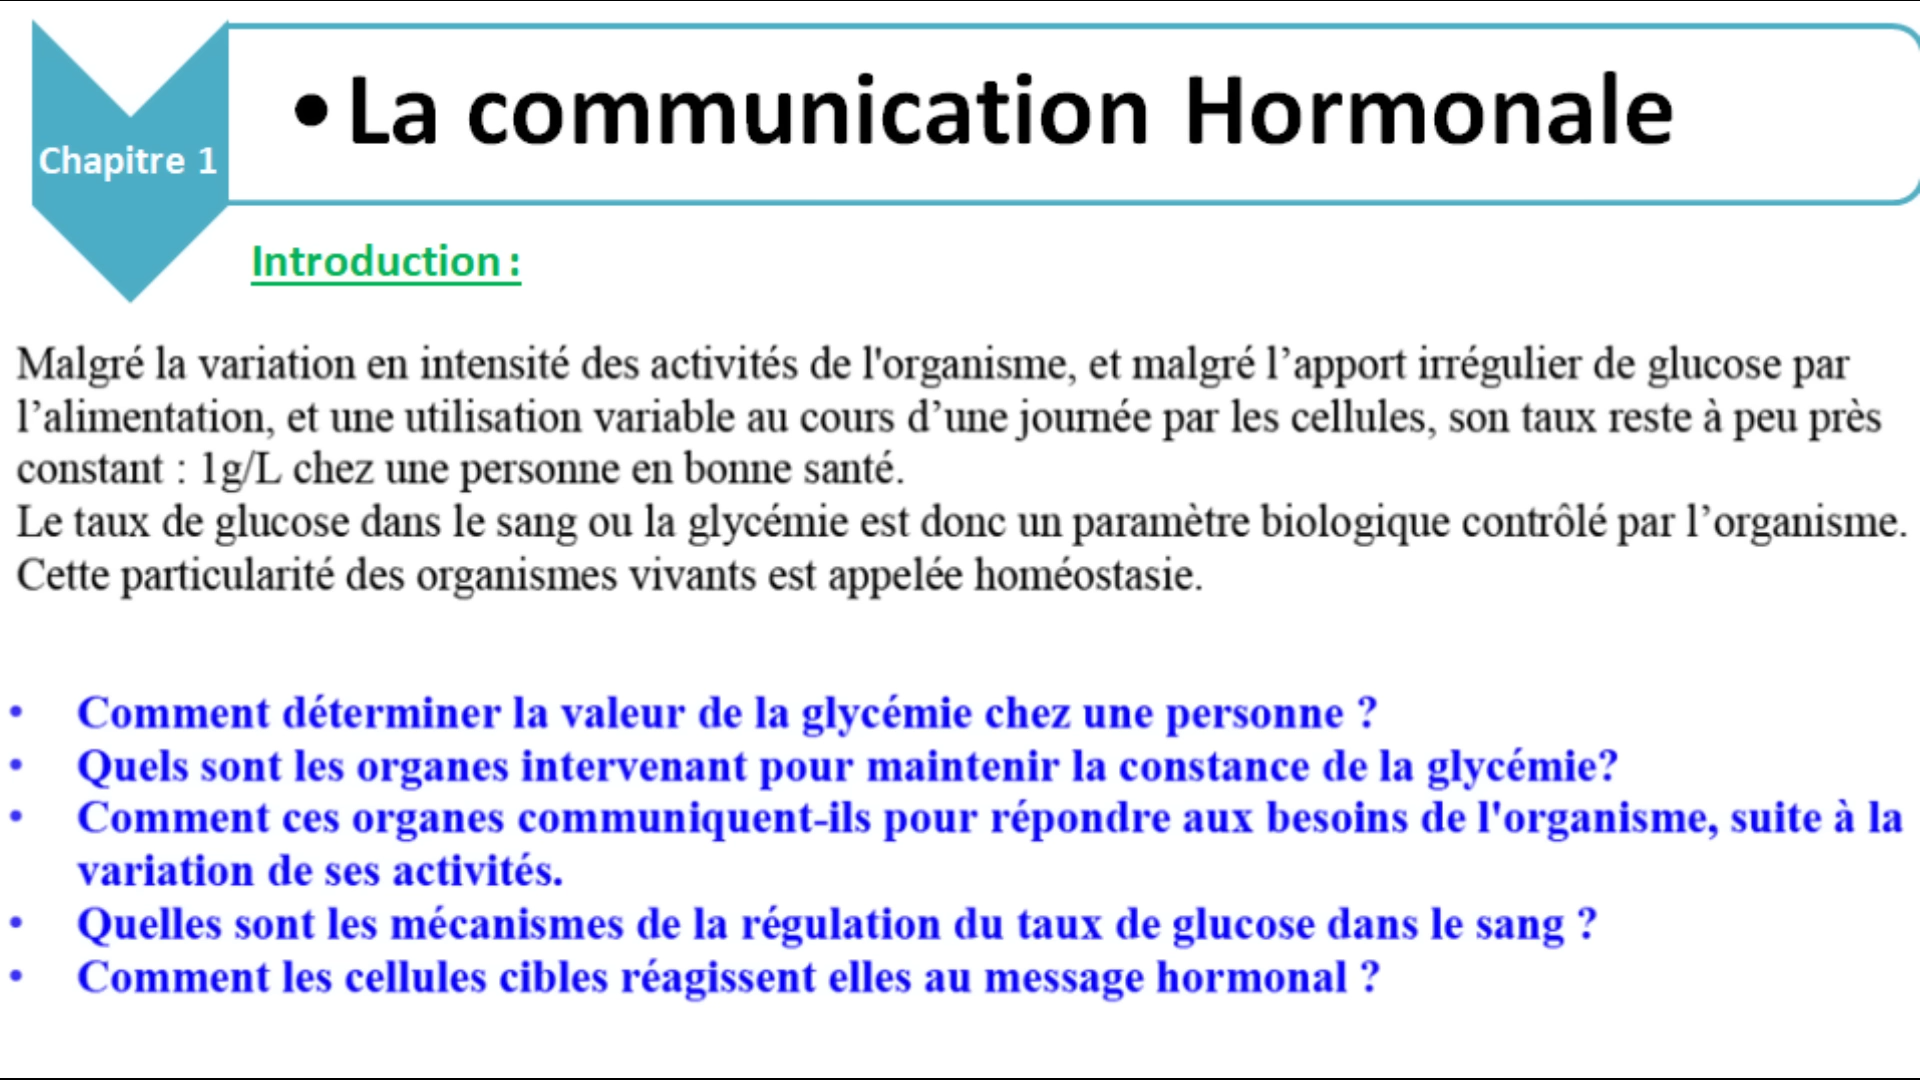 Chapitre 1
•La communication Hormonale
Introduction :
Malgré la variation en intensité des activités de l'organisme, et malgré l’apport irrégulier de glucose par
l’alimentation, et une utilisation variable au cours d’une journée par les cellules, son taux reste à peu près
constant : 1g/L chez une personne en bonne santé.
Le taux de glucose dans le sang ou la glycémie est donc un paramètre biologique contrôlé par l’organisme.
Cette particularité des organismes vivants est appelée homéostasie.
• Comment déterminer la valeur de la glycémie chez une personne ?
• Quels sont les organes intervenant pour maintenir la constance de la glycémie?
• Comment ces organes communiquent-ils pour répondre aux besoins de l'organisme, suite à la
variation de ses activités.
• Quelles sont les mécanismes de la régulation du taux de glucose dans le sang ?
• Comment les cellules cibles réagissent elles au message hormonal ?